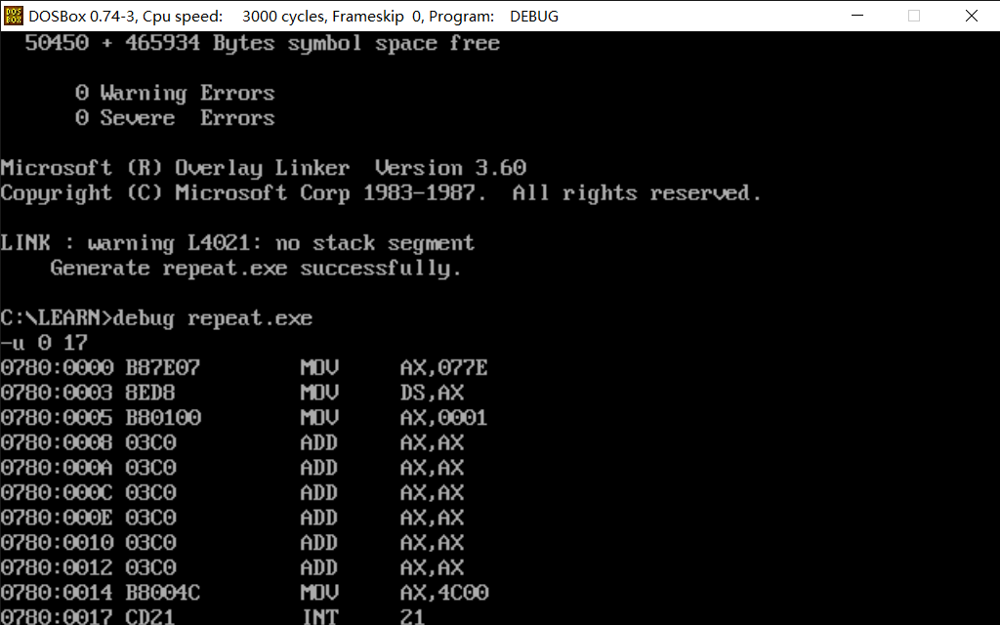 DOS BOX DOSBox 0.74-3, Cpu speed: 3000 cycles, Frameskip 0, Program: DEBUG
50450 + 465934 Bytes symbol space free
0 Warning Errors
0 Severe Errors
Microsoft (R) Overlay Linker Version 3.60
Copyright (C) Microsoft Corp 1983-1987. All rights reserved.
LINK : warning L4021: no stack segment
Generate repeat.exe successfully.
C:\LEARN>debug repeat.exe
-u 0 17
0780:0000 B87E07 MOV AX,077E
0780:0003 8ED8 MOV DS,AX
0780:0005 B80100 MOV AX,0001
0780:0008 03C0 ADD AX,AX
0780:000A 03C0 ADD AX,AX
0780:000C 03C0 ADD AX,AX
0780:000E 03C0 ADD AX,AX
0780:0010 03C0 ADD AX,AX
0780:0012 03C0 ADD AX,AX
0780:0014 B8004C MOV AX,4C00
0780:0017 CD21 INT 21